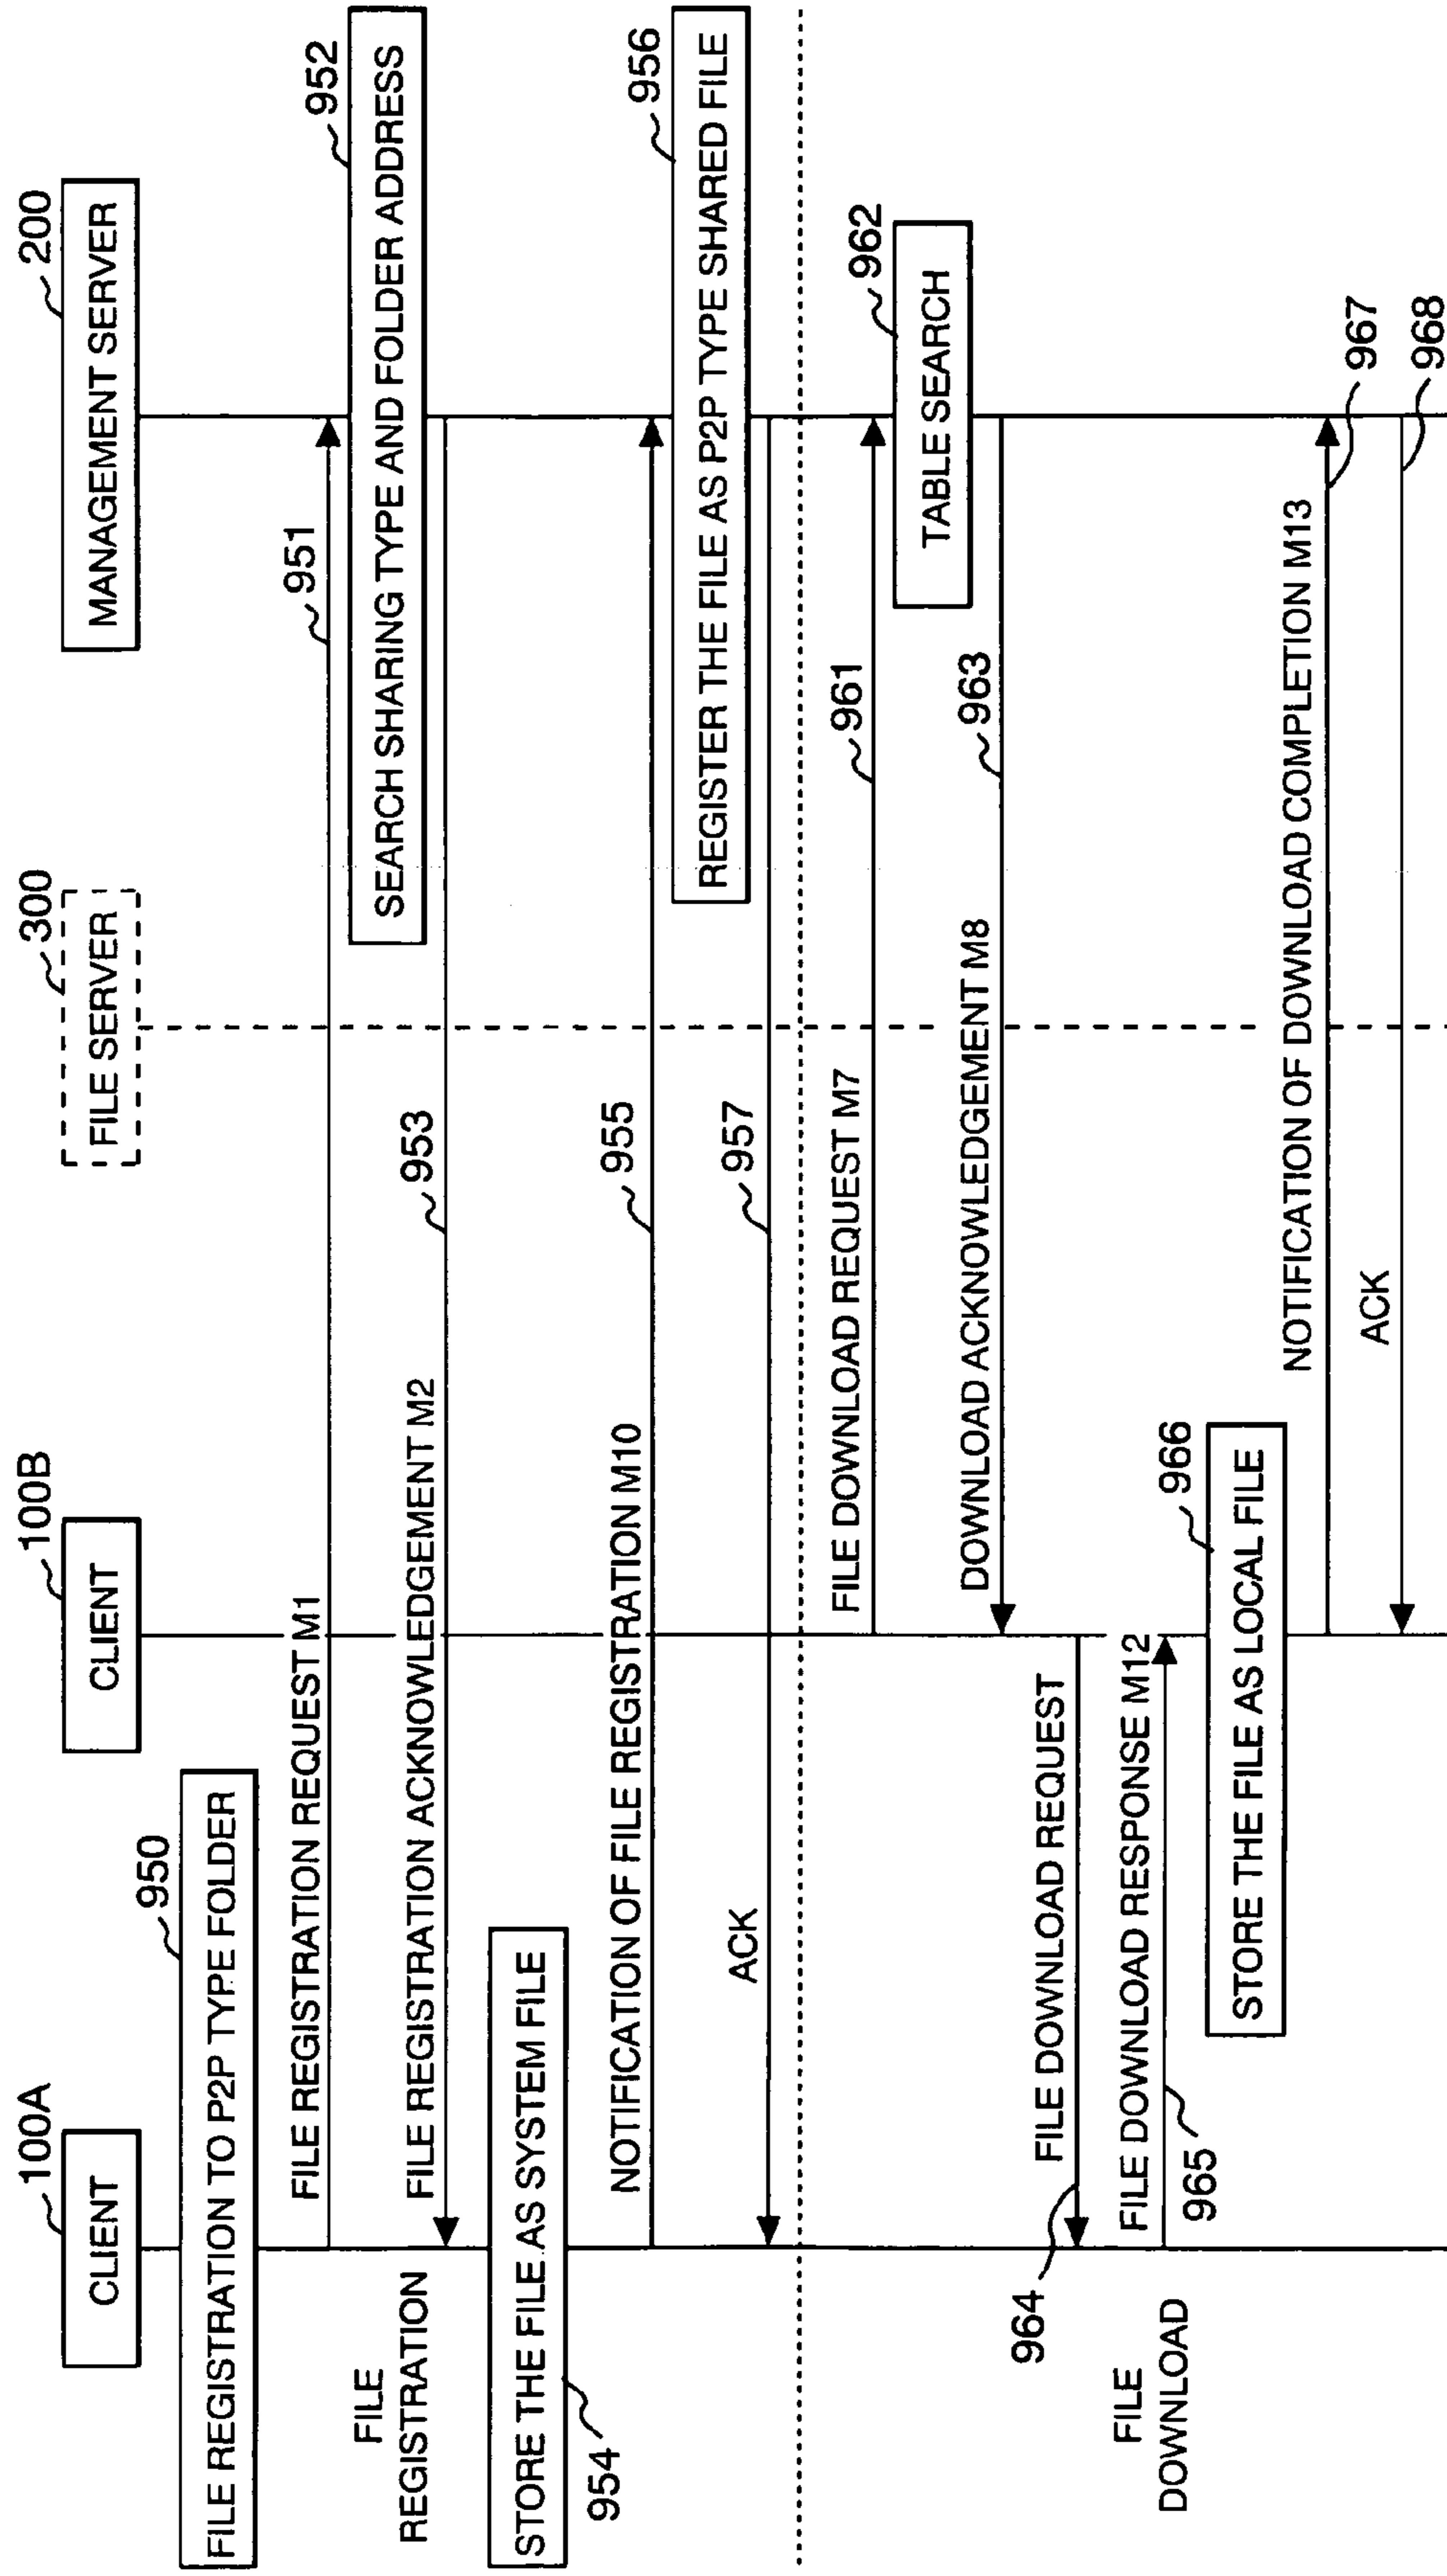 100A
CLIENT
100B
CLIENT
300
FILE SERVER
200
MANAGEMENT SERVER
950
FILE REGISTRATION TO P2P TYPE FOLDER
FILE REGISTRATION REQUEST M1
951
952
SEARCH SHARING TYPE AND FOLDER ADDRESS
FILE
REGISTRATION
FILE REGISTRATION ACKNOWLEDGEMENT M2
953
STORE THE FILE AS SYSTEM FILE
954
NOTIFICATION OF FILE REGISTRATION M10
955
956
REGISTER THE FILE AS P2P TYPE SHARED FILE
ACK
957
FILE DOWNLOAD REQUEST M7
961
962
TABLE SEARCH
DOWNLOAD ACKNOWLEDGEMENT M8
963
964
FILE DOWNLOAD REQUEST
FILE
DOWNLOAD
FILE DOWNLOAD RESPONSE M12
965
966
STORE THE FILE AS LOCAL FILE
NOTIFICATION OF DOWNLOAD COMPLETION M13
967
ACK
968